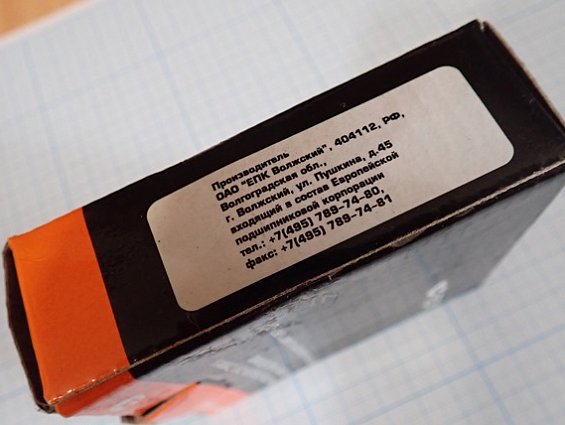 Производитель
ОАО "ЕПК Волжский", 404112, РФ,
Волгоградская обл.,
г. Волжский, ул. Пушкина, д.45
входящий в состав Европейской
подшипниковой корпорации
тел.: +7(495) 789-74-80,
факс: +7(495) 789-74-81